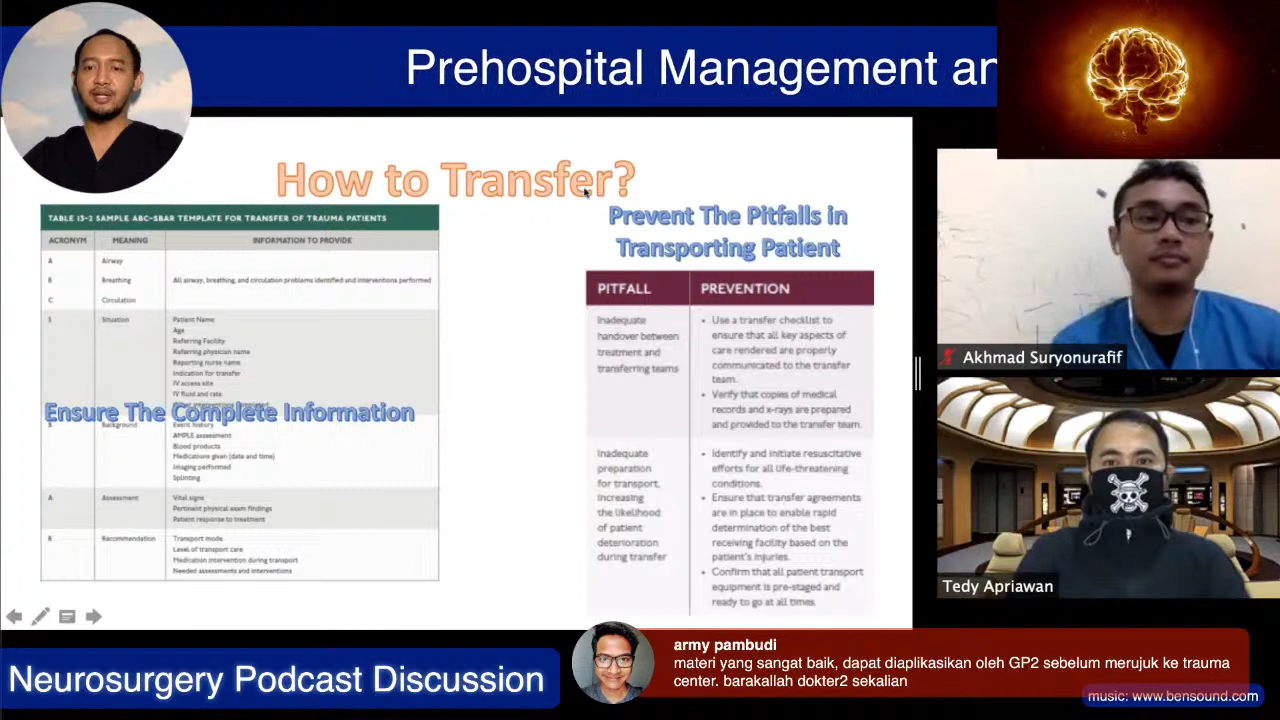 Prehospital Management an
How to Transfer?
TABLE 13-2 SAMPLE ABC-SBAR TEMPLATE FOR TRANSFER OF TRAUMA PATIENTS
ACRONYM MEANING INFORMATION TO PROVIDE
A Airway
B Breathing All airway, breathing, and circulation problems identified and interventions performed
C Circulation
S Situation Patient Name
Age
Referring Facility
Referring physician name
Reporting nurse name
Indication for transfer
IV access site
IV fluid and rate
Ensure The Complete Information
B Background Event history
AMPLE assessment
Blood products
Medications given (date and time)
Imaging performed
Splinting
A Assessment Vital signs
Pertinent physical exam findings
Patient response to treatment
R Recommendation Transport mode
Level of transport care
Medication intervention during transport
Needed assessments and interventions
Prevent The Pitfalls in
Transporting Patient
PITFALL PREVENTION
Inadequate
handover between
treatment and
transferring teams
• Use a transfer checklist to
ensure that all key aspects of
care rendered are properly
communicated to the transfer
team.
• Verify that copies of medical
records and x-rays are prepared
and provided to the transfer team.
Inadequate
preparation
for transport,
increasing
the likelihood
of patient
deterioration
during transfer
• Identify and initiate resuscitative
efforts for all life-threatening
conditions.
• Ensure that transfer agreements
are in place to enable rapid
determination of the best
receiving facility based on the
patient's injuries.
• Confirm that all patient transport
equipment is pre-staged and
ready to go at all times.
Akhmad Suryonurafif
Tedy Apriawan
Neurosurgery Podcast Discussion
army pambudi
materi yang sangat baik, dapat diaplikasikan oleh GP2 sebelum merujuk ke trauma
center. barakallah dokter2 sekalian
music: www.bensound.com